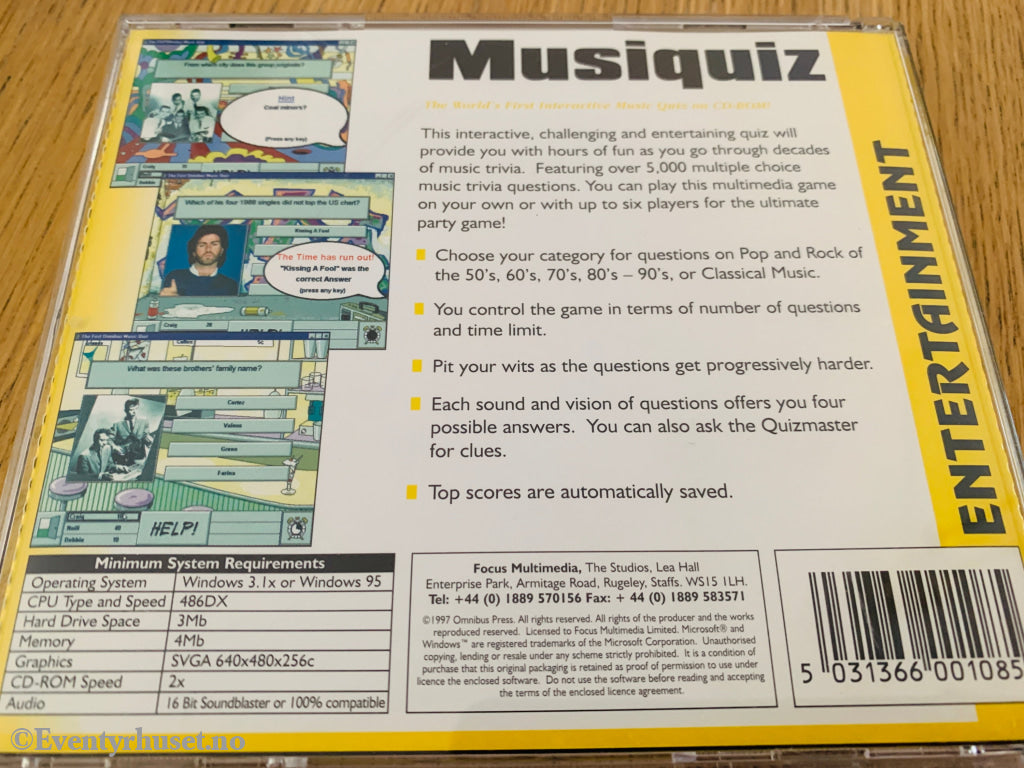 Musiquiz
The World's First Interactive Music Quiz on CD-ROM!
This interactive, challenging and entertaining quiz will
provide you with hours of fun as you go through decades
of music trivia. Featuring over 5,000 multiple choice
music trivia questions. You can play this multimedia game
on your own or with up to six players for the ultimate
party game!
Choose your category for questions on Pop and Rock of
the 50's, 60's, 70's, 80's – 90's, or Classical Music.
You control the game in terms of number of questions
and time limit.
Pit your wits as the questions get progressively harder.
Each sound and vision of questions offers you four
possible answers. You can also ask the Quizmaster
for clues.
Top scores are automatically saved.
ENTERTAINMENT
From which city does this group originate?
Hint
Coal miners?
(Press any key)
Craig
Debbie
Which of his four 1988 singles did not top the US chart?
Kissing A Fool
The Time has run out!
"Kissing A Fool" was the
correct Answer
(press any key)
Craig 20
HELP!
What was these brothers' family name?
Cortez
Valens
Greene
Farina
Craig
Neill 40
Debbie 10
HELP!
Minimum System Requirements
Operating System Windows 3.1x or Windows 95
CPU Type and Speed 486DX
Hard Drive Space 3Mb
Memory 4Mb
Graphics SVGA 640x480x256c
CD-ROM Speed 2x
Audio 16 Bit Soundblaster or 100% compatible
Focus Multimedia, The Studios, Lea Hall
Enterprise Park, Armitage Road, Rugeley, Staffs. WS15 1LH.
Tel: +44 (0) 1889 570156 Fax: + 44 (0) 1889 583571
©1997 Omnibus Press. All rights reserved. All rights of the producer and the works
reproduced reserved. Licensed to Focus Multimedia Limited. Microsoft® and
Windows™ are registered trademarks of the Microsoft Corporation. Unauthorised
copying, lending or resale under any scheme strictly prohibited. It is a condition of
purchase that this original packaging is retained as proof of permission to use under
licence the enclosed software. Do not use the software before reading and accepting
the terms of the enclosed licence agreement.
5 031366 001085
©Eventyrhuset.no